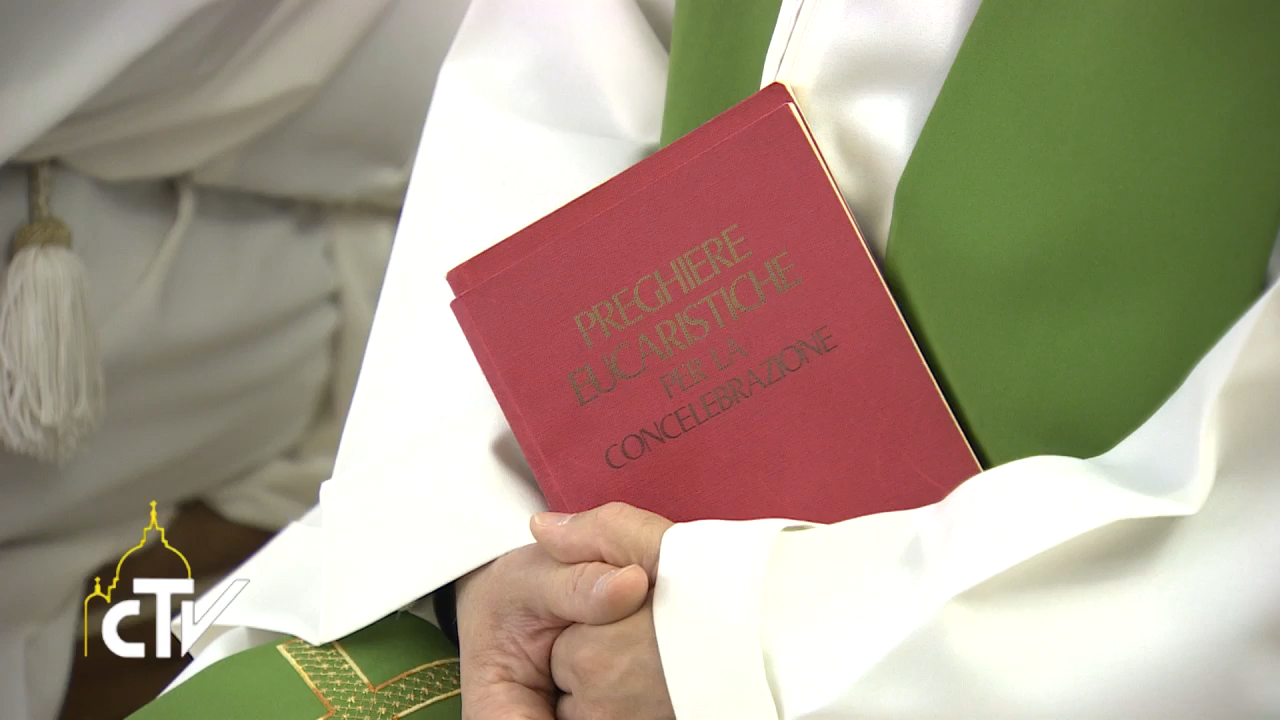 PREGHIERE
EUCARISTICHE
PER LA
CONCELEBRAZIONE
CTV